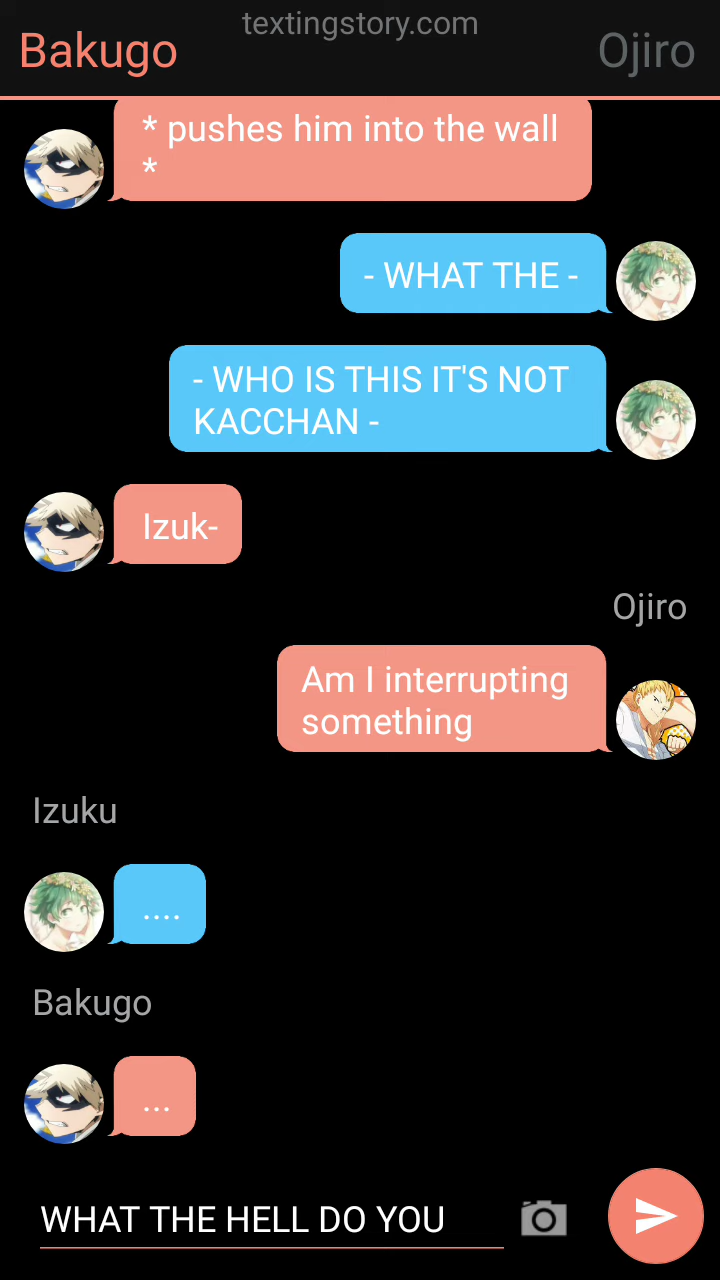 textingstory.com
Bakugo
Ojiro
* pushes him into the wall
*
- WHAT THE -
- WHO IS THIS IT'S NOT
KACCHAN -
Izuk-
Ojiro
Am I interrupting
something
Izuku
....
Bakugo
...
WHAT THE HELL DO YOU